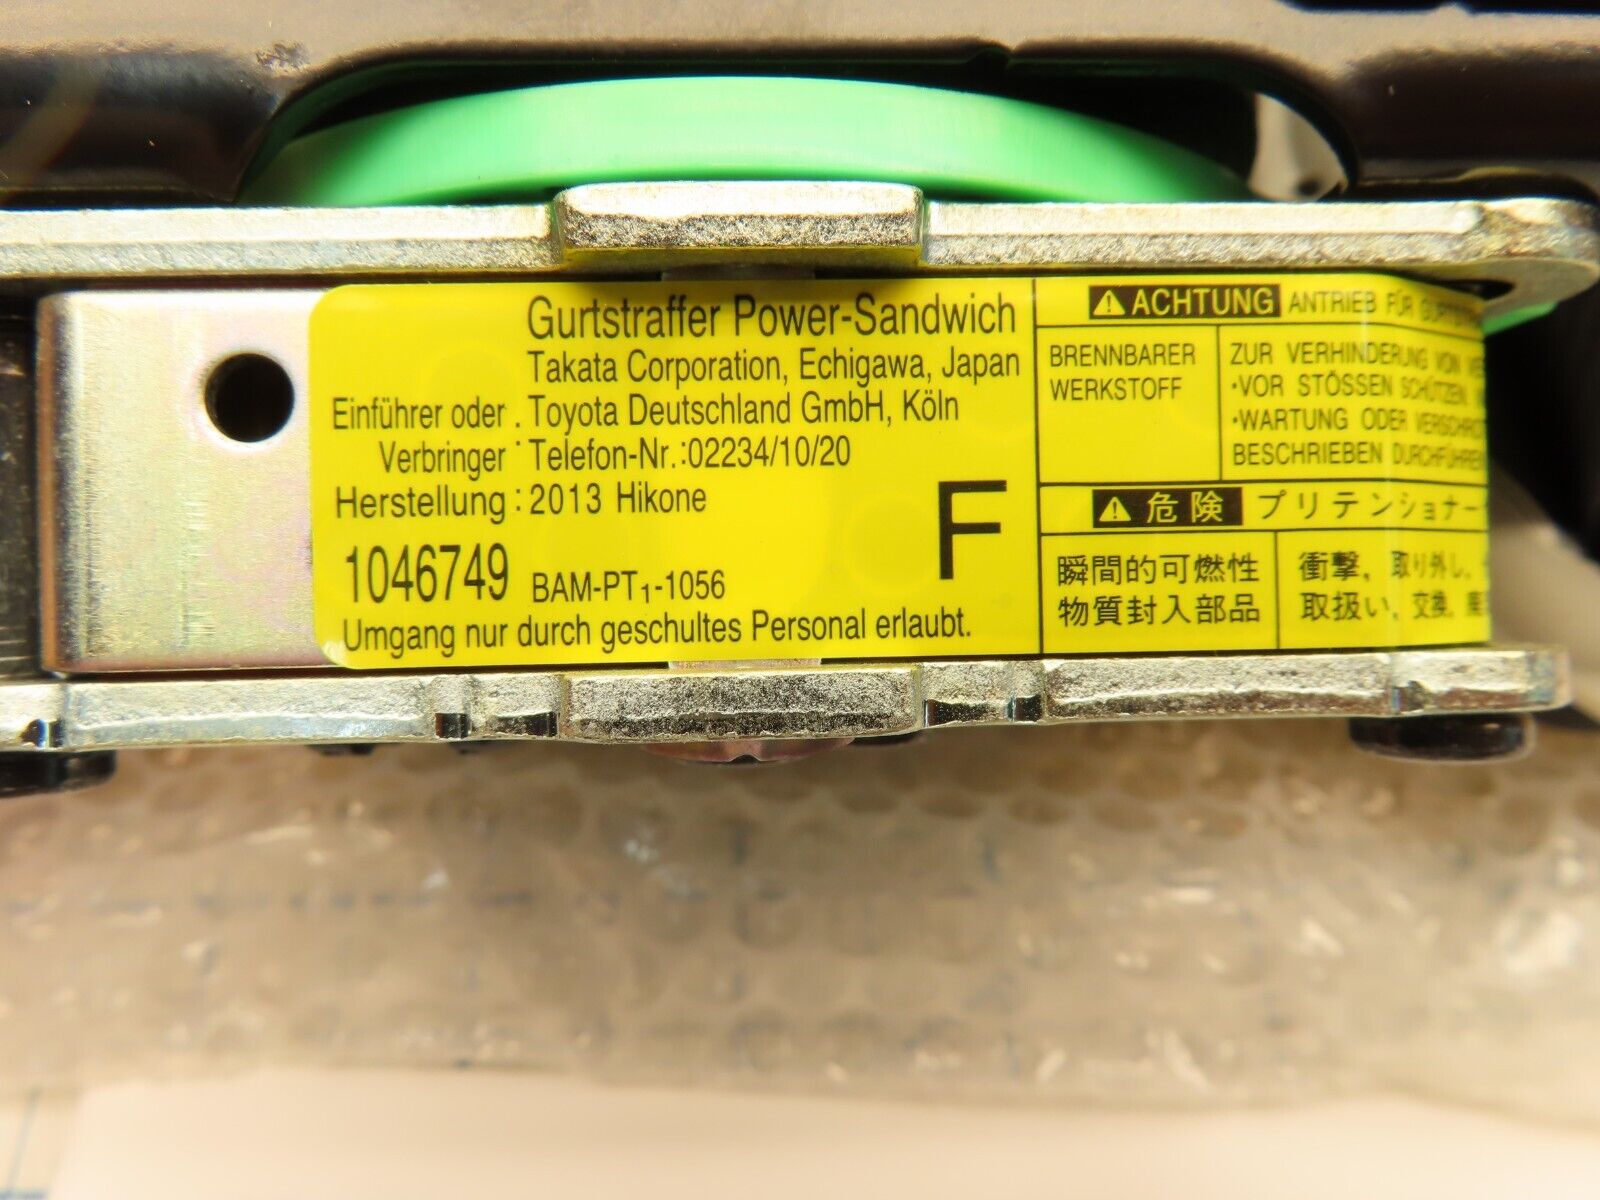 Gurtstraffer Power-Sandwich
Takata Corporation, Echigawa, Japan
Einführer oder : Toyota Deutschland GmbH, Köln
Verbringer : Telefon-Nr.:02234/10/20
Herstellung : 2013 Hikone
F
1046749 BAM-PT1-1056
Umgang nur durch geschultes Personal erlaubt.
ACHTUNG ANTRIEB FÜR
BRENNBARER
WERKSTOFF
ZUR VERHINDERUNG VON
•VOR STÖSSEN SCHÜTZEN
•WARTUNG ODER
BESCHRIEBEN DURCHFÜHREN
危険 プリテンショナー
瞬間的可燃性
物質封入部品
衝撃, 取り外し,
取扱い, 交換,